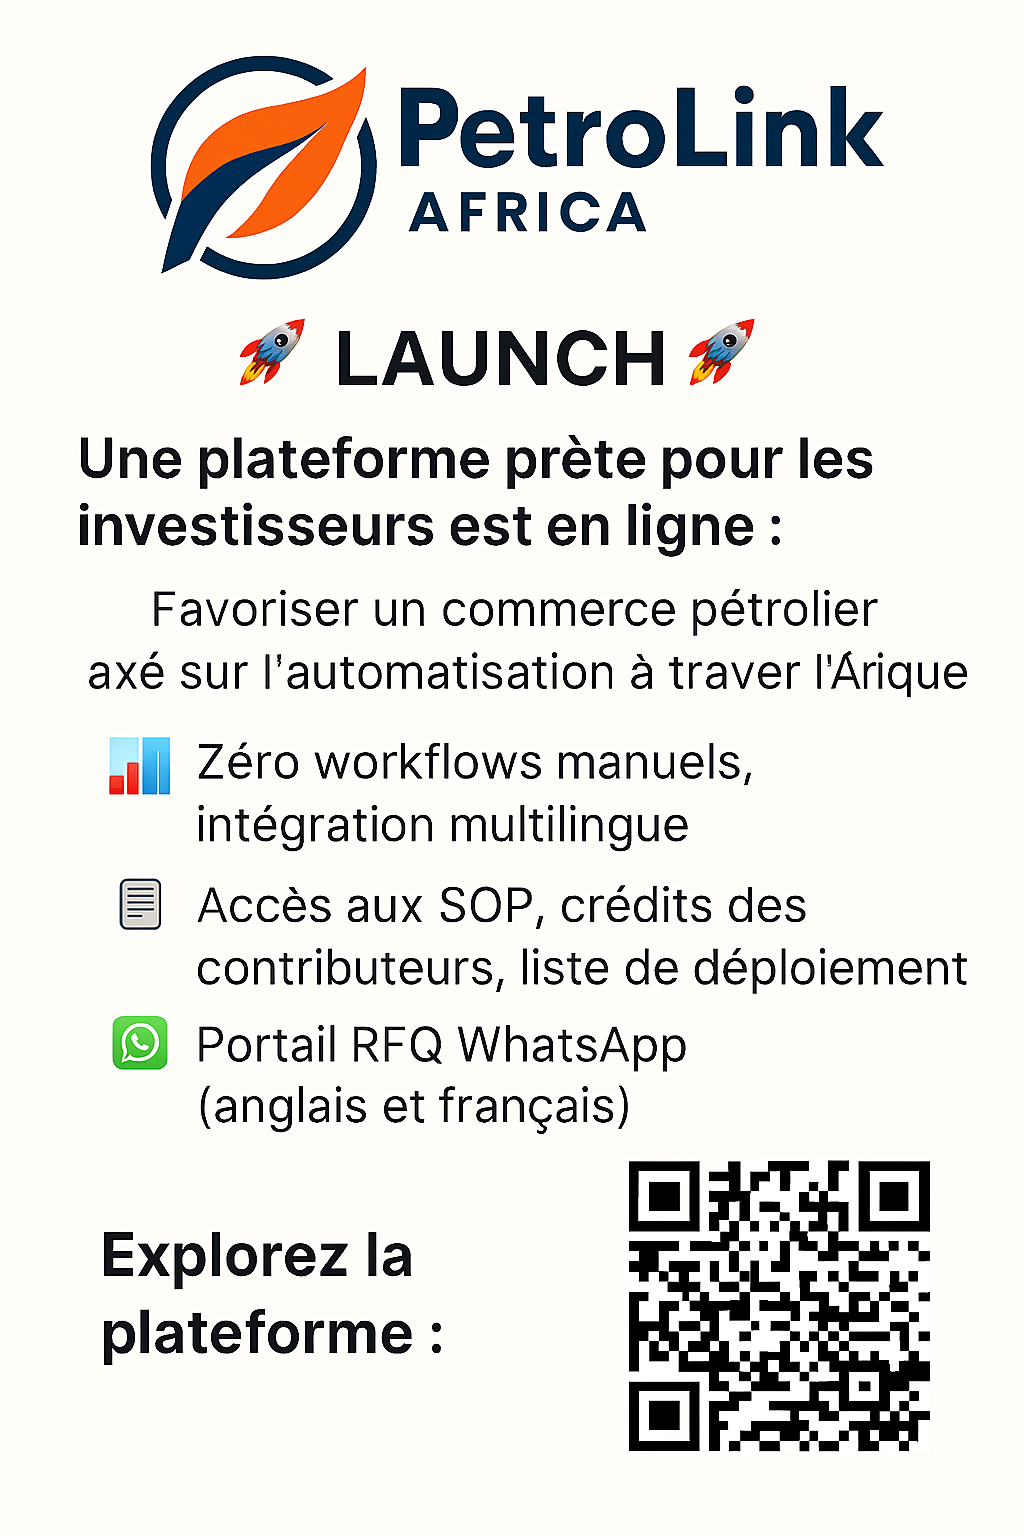 PetroLink
AFRICA
🚀 LAUNCH 🚀
Une plateforme prète pour les
investisseurs est en ligne :
Favoriser un commerce pétrolier
axé sur l'automatisation à traver l'Árique
Zéro workflows manuels,
intégration multilingue
Accès aux SOP, crédits des
contributeurs, liste de déploiement
Portail RFQ WhatsApp
(anglais et français)
Explorez la
plateforme :